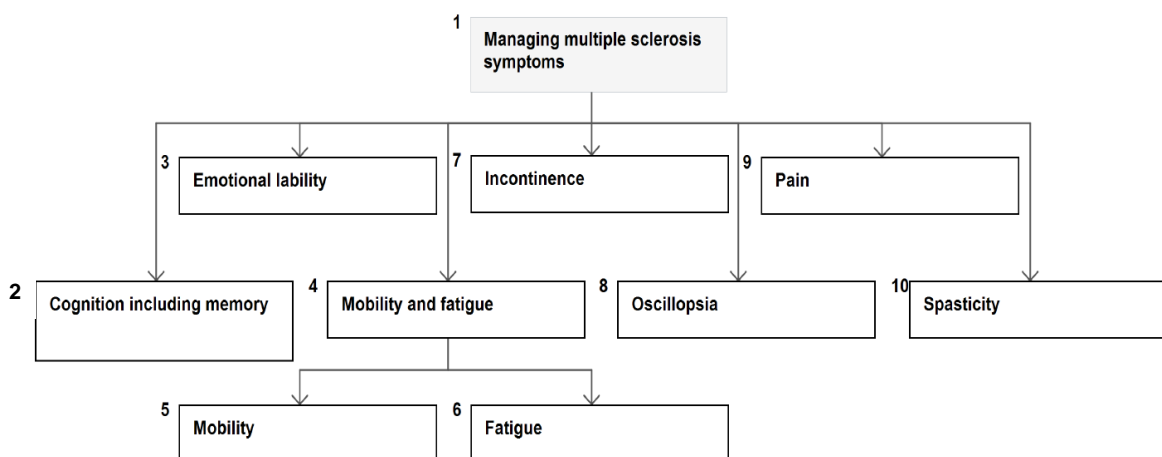 1 Managing multiple sclerosis
symptoms
3 Emotional lability
7 Incontinence
9 Pain
2 Cognition including memory
4 Mobility and fatigue
8 Oscillopsia
10 Spasticity
5 Mobility
6 Fatigue